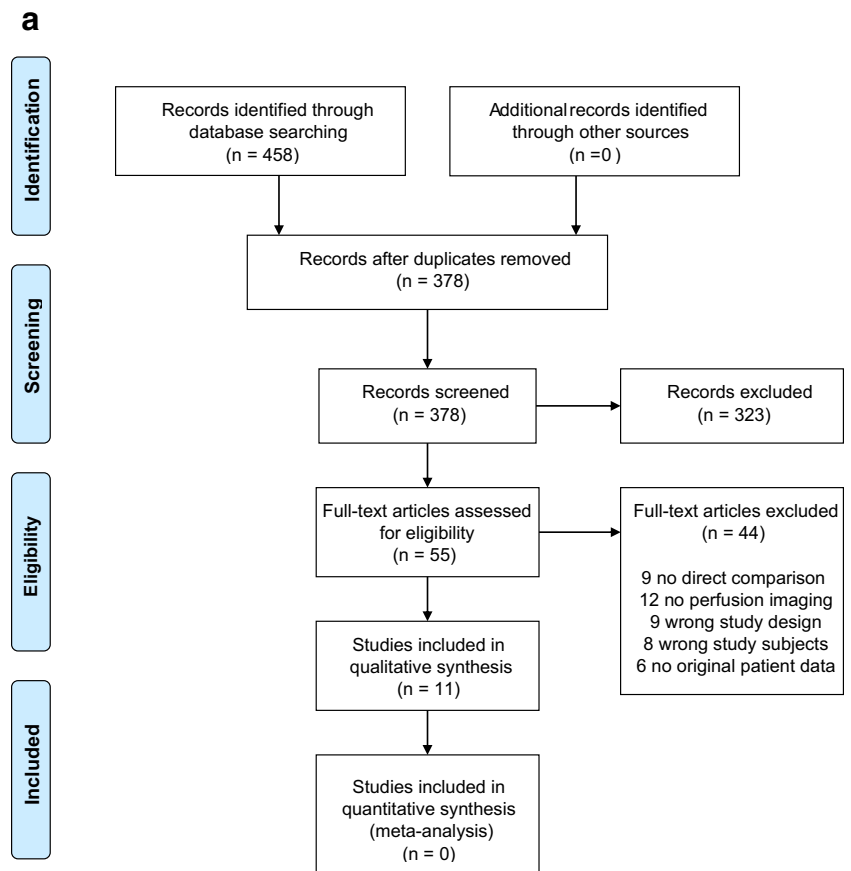 a
Identification
Records identified through
database searching
(n = 458)
Additional records identified
through other sources
(n =0 )
Records after duplicates removed
(n = 378)
Screening
Records screened
(n = 378)
Records excluded
(n = 323)
Eligibility
Full-text articles assessed
for eligibility
(n = 55)
Full-text articles excluded
(n = 44)
9 no direct comparison
12 no perfusion imaging
9 wrong study design
8 wrong study subjects
6 no original patient data
Studies included in
qualitative synthesis
(n = 11)
Included
Studies included in
quantitative synthesis
(meta-analysis)
(n = 0)